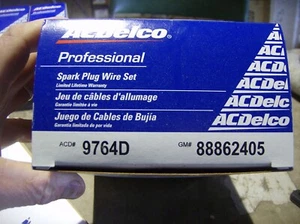 ACDelco
Professional
Spark Plug Wire Set
Limited Lifetime Warranty
Jeu de câbles d'allumage
Garantie limitée à vie
Juego de Cables de Bujía
Garantía limitada de por vida
ACDelco
ACDelco
ACDelco
ACDelco
ACD# 9764D GM# 88862405